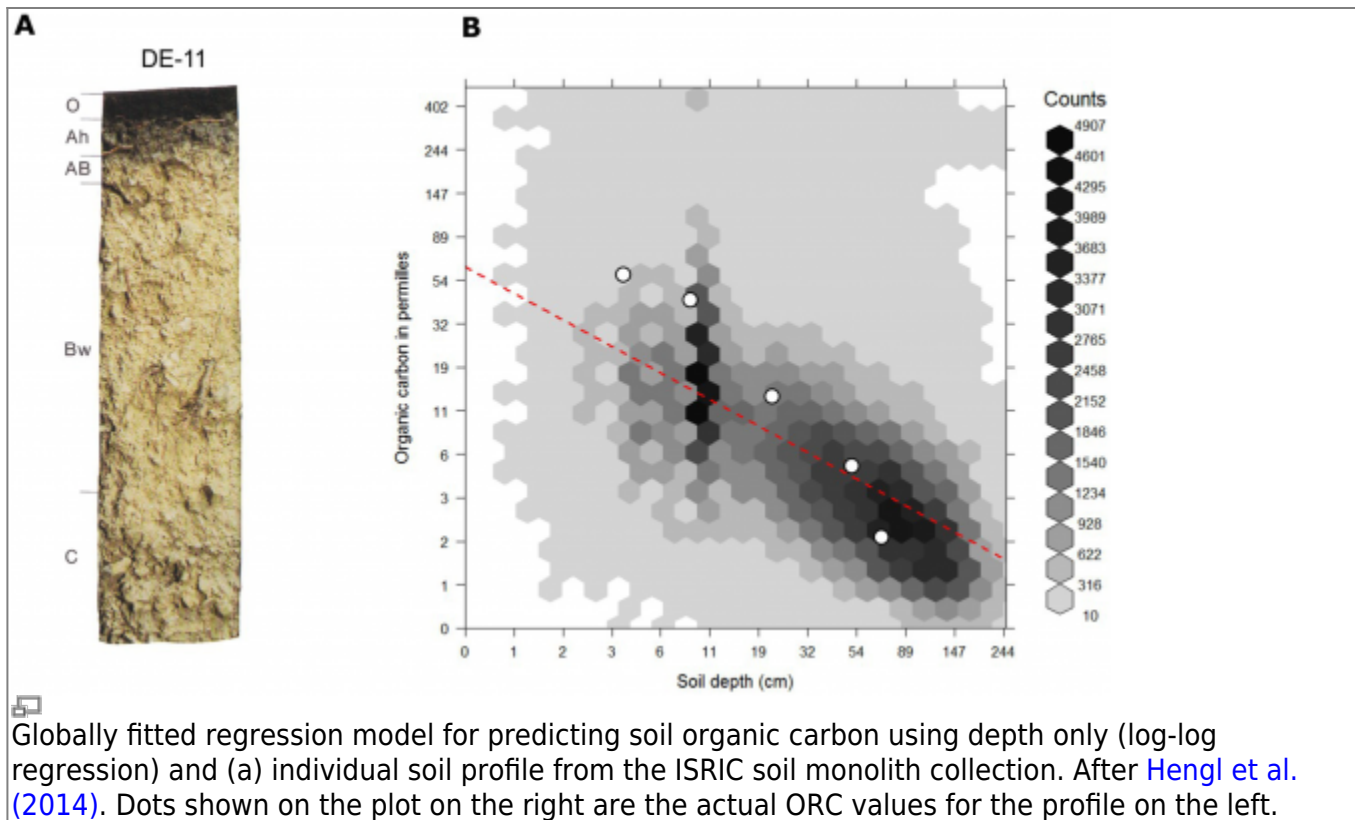 A
DE-11
O
Ah
AB
Bw
C
B
402
244
147
89
54
32
19
11
6
3
2
1
0
Organic carbon in permilles
0 1 2 3 6 11 19 32 54 89 147 244
Soil depth (cm)
Counts
4907
4601
4295
3989
3683
3377
3071
2765
2458
2152
1846
1540
1234
928
622
316
10
Globally fitted regression model for predicting soil organic carbon using depth only (log-log
regression) and (a) individual soil profile from the ISRIC soil monolith collection. After Hengl et al.
(2014). Dots shown on the plot on the right are the actual ORC values for the profile on the left.